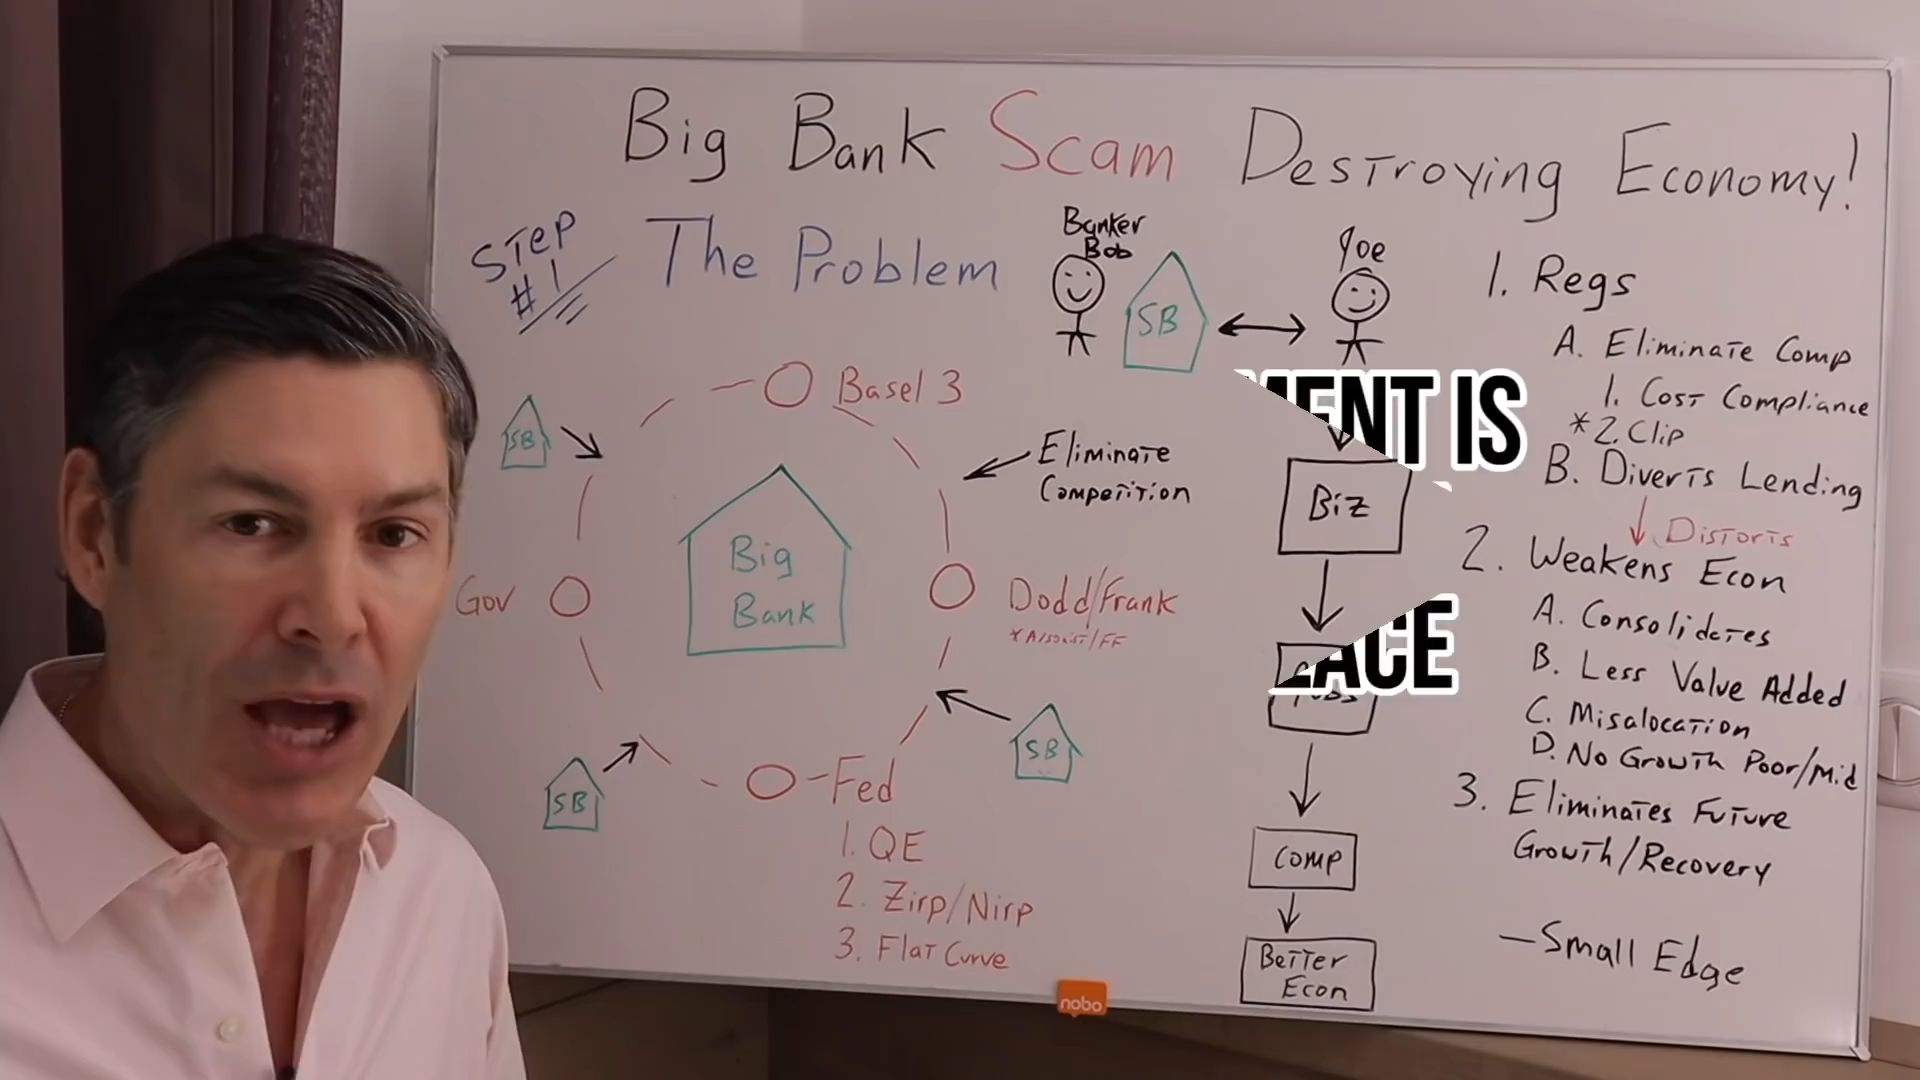 Big Bank Scam Destroying Economy!
STEP
#1
The Problem
Banker
Bob
SB
Joe
Basel 3
SB
Eliminate
Competition
Big
Bank
Gov
Dodd/Frank
SB
SB
Fed
1. QE
2. Zirp/Nirp
3. Flat Curve
MENT IS
Biz
ACE
Comp
Better
Econ
1. Regs
A. Eliminate Comp
1. Cost Compliance
* 2. Clip
B. Diverts Lending
Distorts
2. Weakens Econ
A. Consolidates
B. Less Value Added
C. Misalocation
D. No Growth Poor/Mid
3. Eliminates Future
Growth/Recovery
— Small Edge
nobo